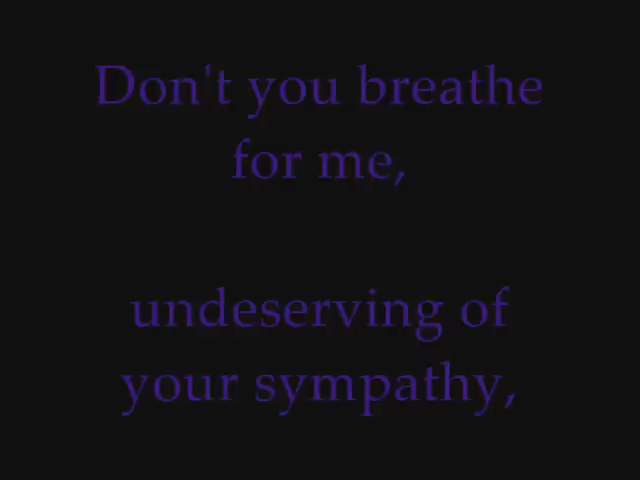 Don't you breathe
for me,
undeserving of
your sympathy,